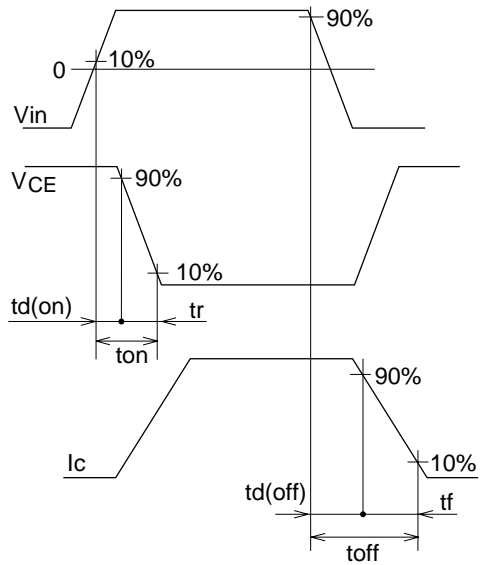 90%
10%
0
Vin
VCE
90%
10%
td(on)
tr
ton
90%
Ic
10%
td(off)
tf
toff